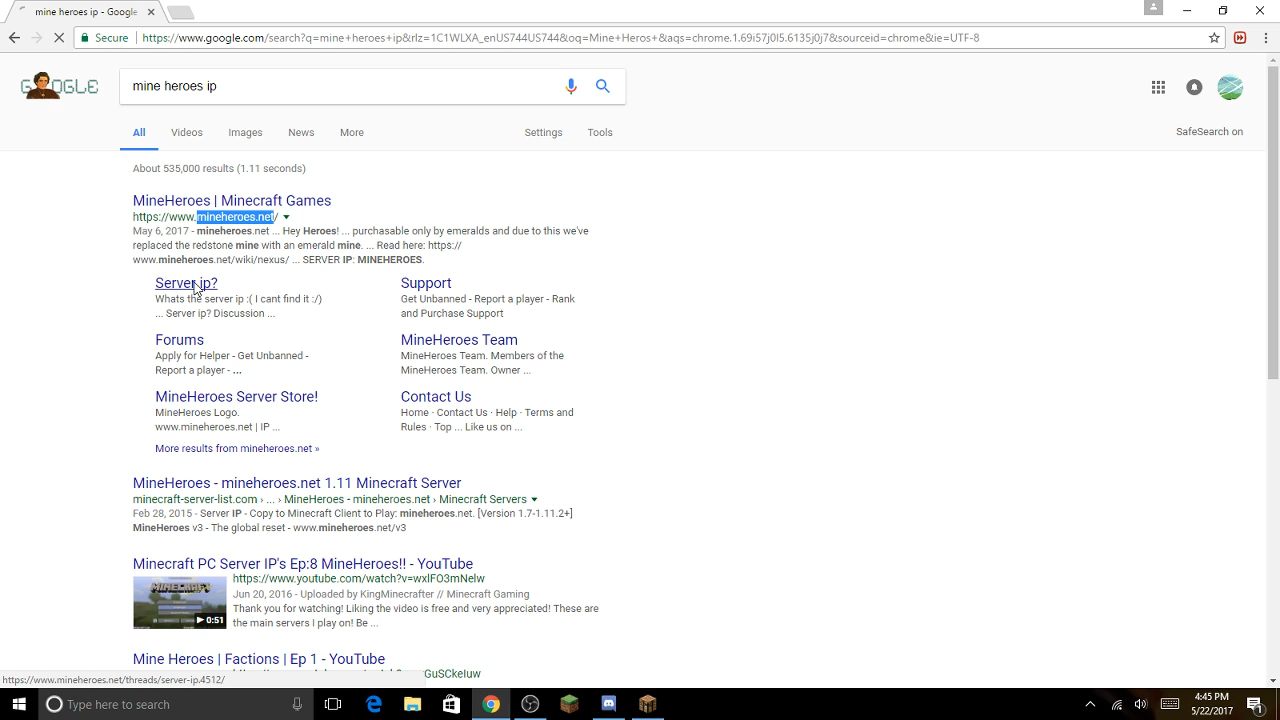 mine heroes ip - Google
Secure
https://www.google.com/search?q=mine+heroes+ip&rlz=1C1WLXA_enUS744US744&oq=Mine+Heros+&aqs=chrome.1.69i57j0l5.6135j0j7&sourceid=chrome&ie=UTF-8
mine heroes ip
All Videos Images News More Settings Tools
SafeSearch on
About 535,000 results (1.11 seconds)
MineHeroes | Minecraft Games
https://www.mineheroes.net/
May 6, 2017 - mineheroes.net ... Hey Heroes! ... purchasable only by emeralds and due to this we've
replaced the redstone mine with an emerald mine. ... Read here: https://
www.mineheroes.net/wiki/nexus/ ... SERVER IP: MINEHEROES.
Server ip?
Whats the server ip :( I cant find it :/)
... Server ip? Discussion ...
Support
Get Unbanned - Report a player - Rank
and Purchase Support
Forums
Apply for Helper - Get Unbanned -
Report a player - ...
MineHeroes Team
MineHeroes Team. Members of the
MineHeroes Team. Owner ...
MineHeroes Server Store!
MineHeroes Logo.
www.mineheroes.net | IP ...
Contact Us
Home · Contact Us · Help · Terms and
Rules · Top ... Like us on ...
More results from mineheroes.net »
MineHeroes - mineheroes.net 1.11 Minecraft Server
minecraft-server-list.com › ... › MineHeroes - mineheroes.net › Minecraft Servers
Feb 28, 2015 - Server IP - Copy to Minecraft Client to Play: mineheroes.net. [Version 1.7-1.11.2+]
MineHeroes v3 - The global reset - www.mineheroes.net/v3
Minecraft PC Server IP's Ep:8 MineHeroes!! - YouTube
https://www.youtube.com/watch?v=wxlFO3mNelw
MINECRAFT
0:51
Jun 20, 2016 - Uploaded by KingMinecrafter // Minecraft Gaming
Thank you for watching! Liking the video is free and very appreciated! These are
the main servers I play on! Be ...
Mine Heroes | Factions | Ep 1 - YouTube
GuSCkeluw
https://www.mineheroes.net/threads/server-ip.4512/
Type here to search
4:45 PM
5/22/2017
1